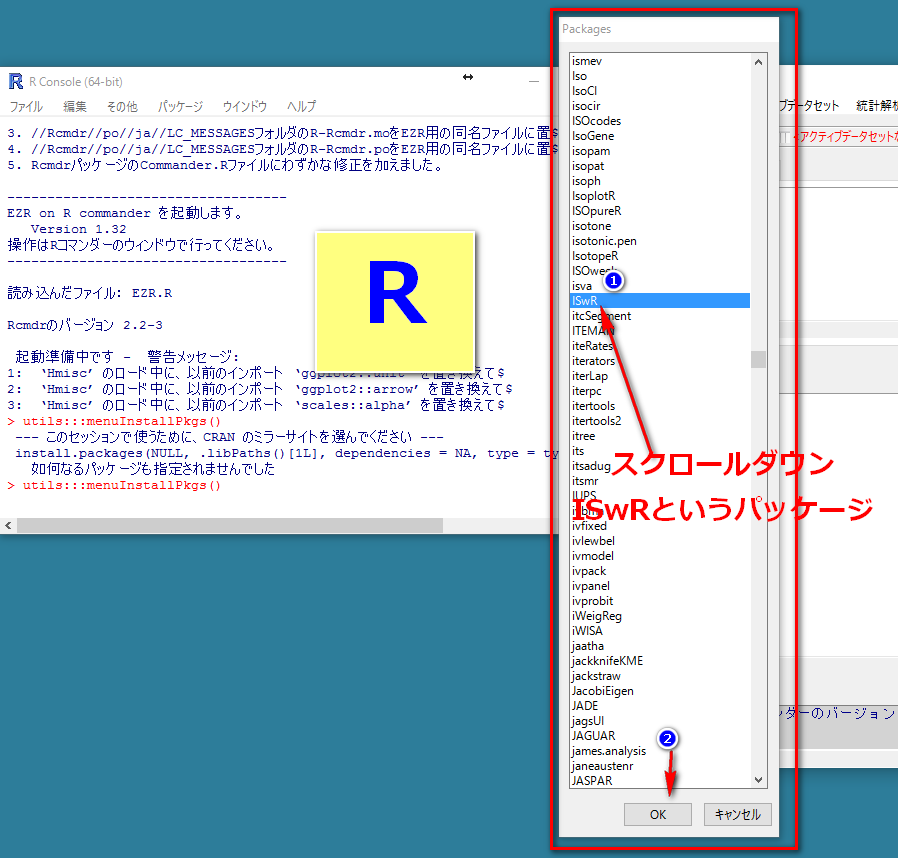 R Console (64-bit)
ファイル 編集 その他 パッケージ ウインドウ ヘルプ
3. //Rcmdr//po//ja//LC_MESSAGESフォルダのR-Rcmdr.moをEZR用の同名ファイルに置$
4. //Rcmdr//po//ja//LC_MESSAGESフォルダのR-Rcmdr.poをEZR用の同名ファイルに置$
5. RcmdrパッケージのCommander.Rファイルにわずかな修正を加えました。
-----------------------------------
EZR on R commander を起動します。
Version 1.32
操作はRコマンダーのウィンドウで行ってください。
-----------------------------------
読み込んだファイル: EZR.R
Rcmdrのバージョン 2.2-3
起動準備中です - 警告メッセージ:
1: ‘Hmisc’ のロード中に、以前のインポート ‘ggplot2::unit’ を置き換えて$
2: ‘Hmisc’ のロード中に、以前のインポート ‘ggplot2::arrow’ を置き換えて$
3: ‘Hmisc’ のロード中に、以前のインポート ‘scales::alpha’ を置き換えて$
> utils:::menuInstallPkgs()
--- このセッションで使うために、CRAN のミラーサイトを選んでください ---
install.packages(NULL, .libPaths()[1L], dependencies = NA, type = ty
如何なるパッケージも指定されませんでした
> utils:::menuInstallPkgs()
R
Packages
ismev
Iso
IsoCI
isocir
ISOcodes
IsoGene
isopam
isopat
isoph
IsoplotR
ISOpureR
isotone
isotonic.pen
IsotopeR
ISOweek
isva
1
ISwR
itcSegment
ITEMAN
iteRates
iterators
iterLap
iterpc
itertools
itertools2
itree
its
itsadug
itsmr
IUPS
スクロールダウン
ISwRというパッケージ
ivfixed
ivlewbel
ivmodel
ivpack
ivpanel
ivprobit
iWeigReg
iWISA
jaatha
jackknifeKME
jackstraw
JacobiEigen
JADE
jagsUI
JAGUAR
2
james.analysis
janeaustenr
JASPAR
OK キャンセル
データセット 統計解析
アクティブデータセット
ダーのバージョン